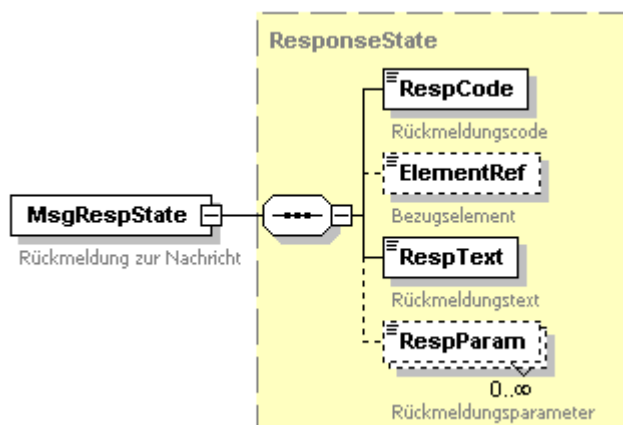 ResponseState
RespCode
Rückmeldungscode
ElementRef
Bezugselement
MsgRespState
Rückmeldung zur Nachricht
RespText
Rückmeldungstext
RespParam
0..∞
Rückmeldungsparameter